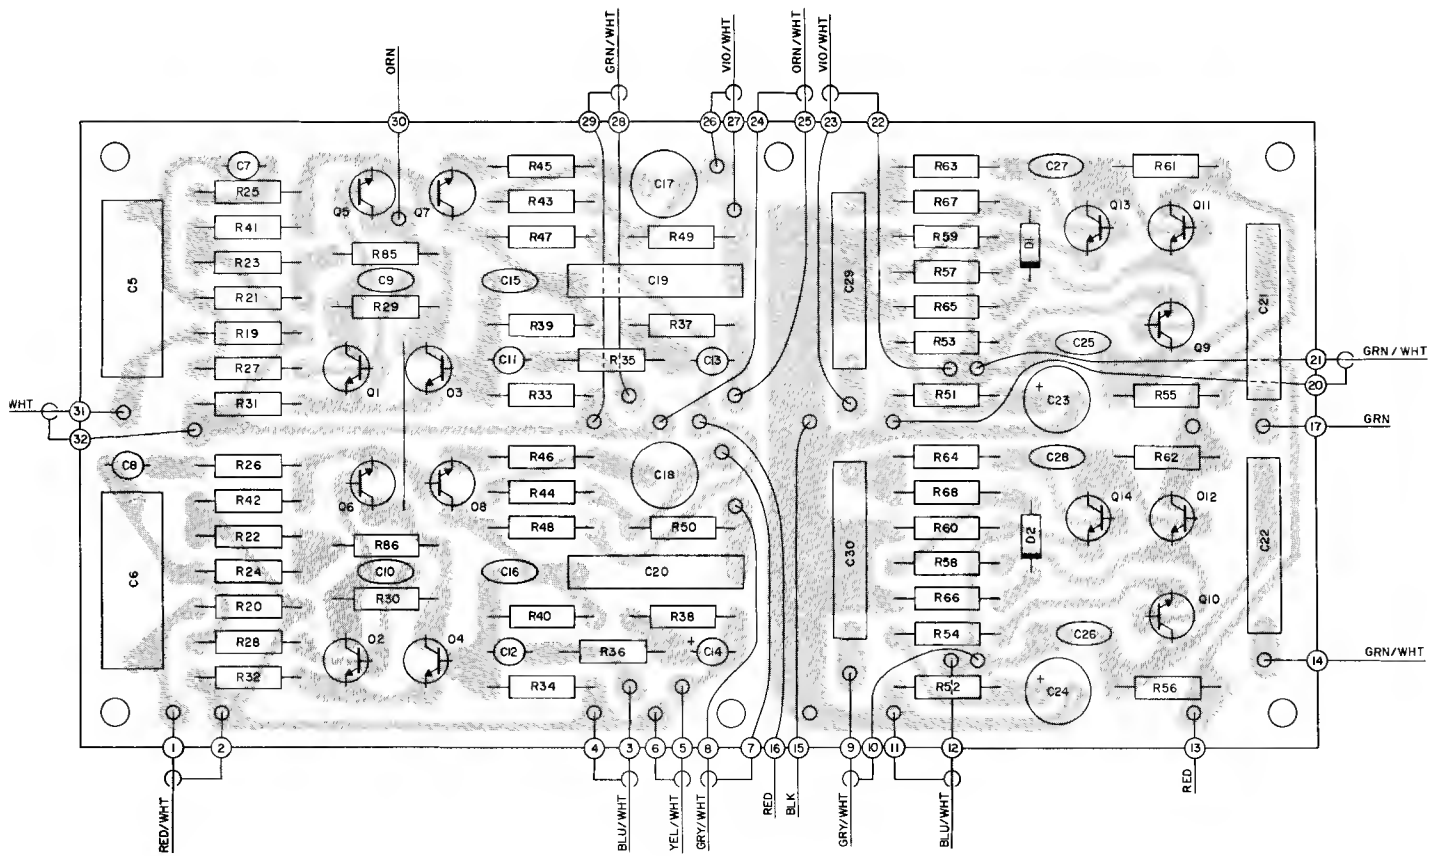 ORN
GRN/WHT
VIO/WHT
ORN/WHT
VIO/WHT
30
29
28
26
27
24
25
23
22
C7
R45
C17
R63
C27
R61
R25
Q5
Q7
R43
R67
Q13
Q11
R41
R47
R49
R59
D1
R85
R23
C9
C15
C19
R57
C5
C29
C21
R21
R29
R65
R19
R39
R37
R53
C25
Q9
R27
C11
R35
C13
21
GRN/WHT
20
Q1
O3
R31
R33
R51
+
C23
R55
WHT
31
32
17
GRN
C8
R26
R46
C18
R64
C28
R62
R42
Q6
O8
R44
R68
Q14
O12
R22
R48
R50
R60
D2
R86
C6
R24
C10
C16
C20
C30
R58
C22
R20
R30
R66
R40
R38
Q10
R28
O2
O4
C12
R36
+
C14
R54
C26
14
GRN/WHT
R32
R34
R52
+
C24
R56
1
2
4
3
6
5
8
7
16
15
9
10
11
12
13
RED/WHT
BLU/WHT
YEL/WHT
GRY/WHT
RED
BLK
GRY/WHT
BLU/WHT
RED